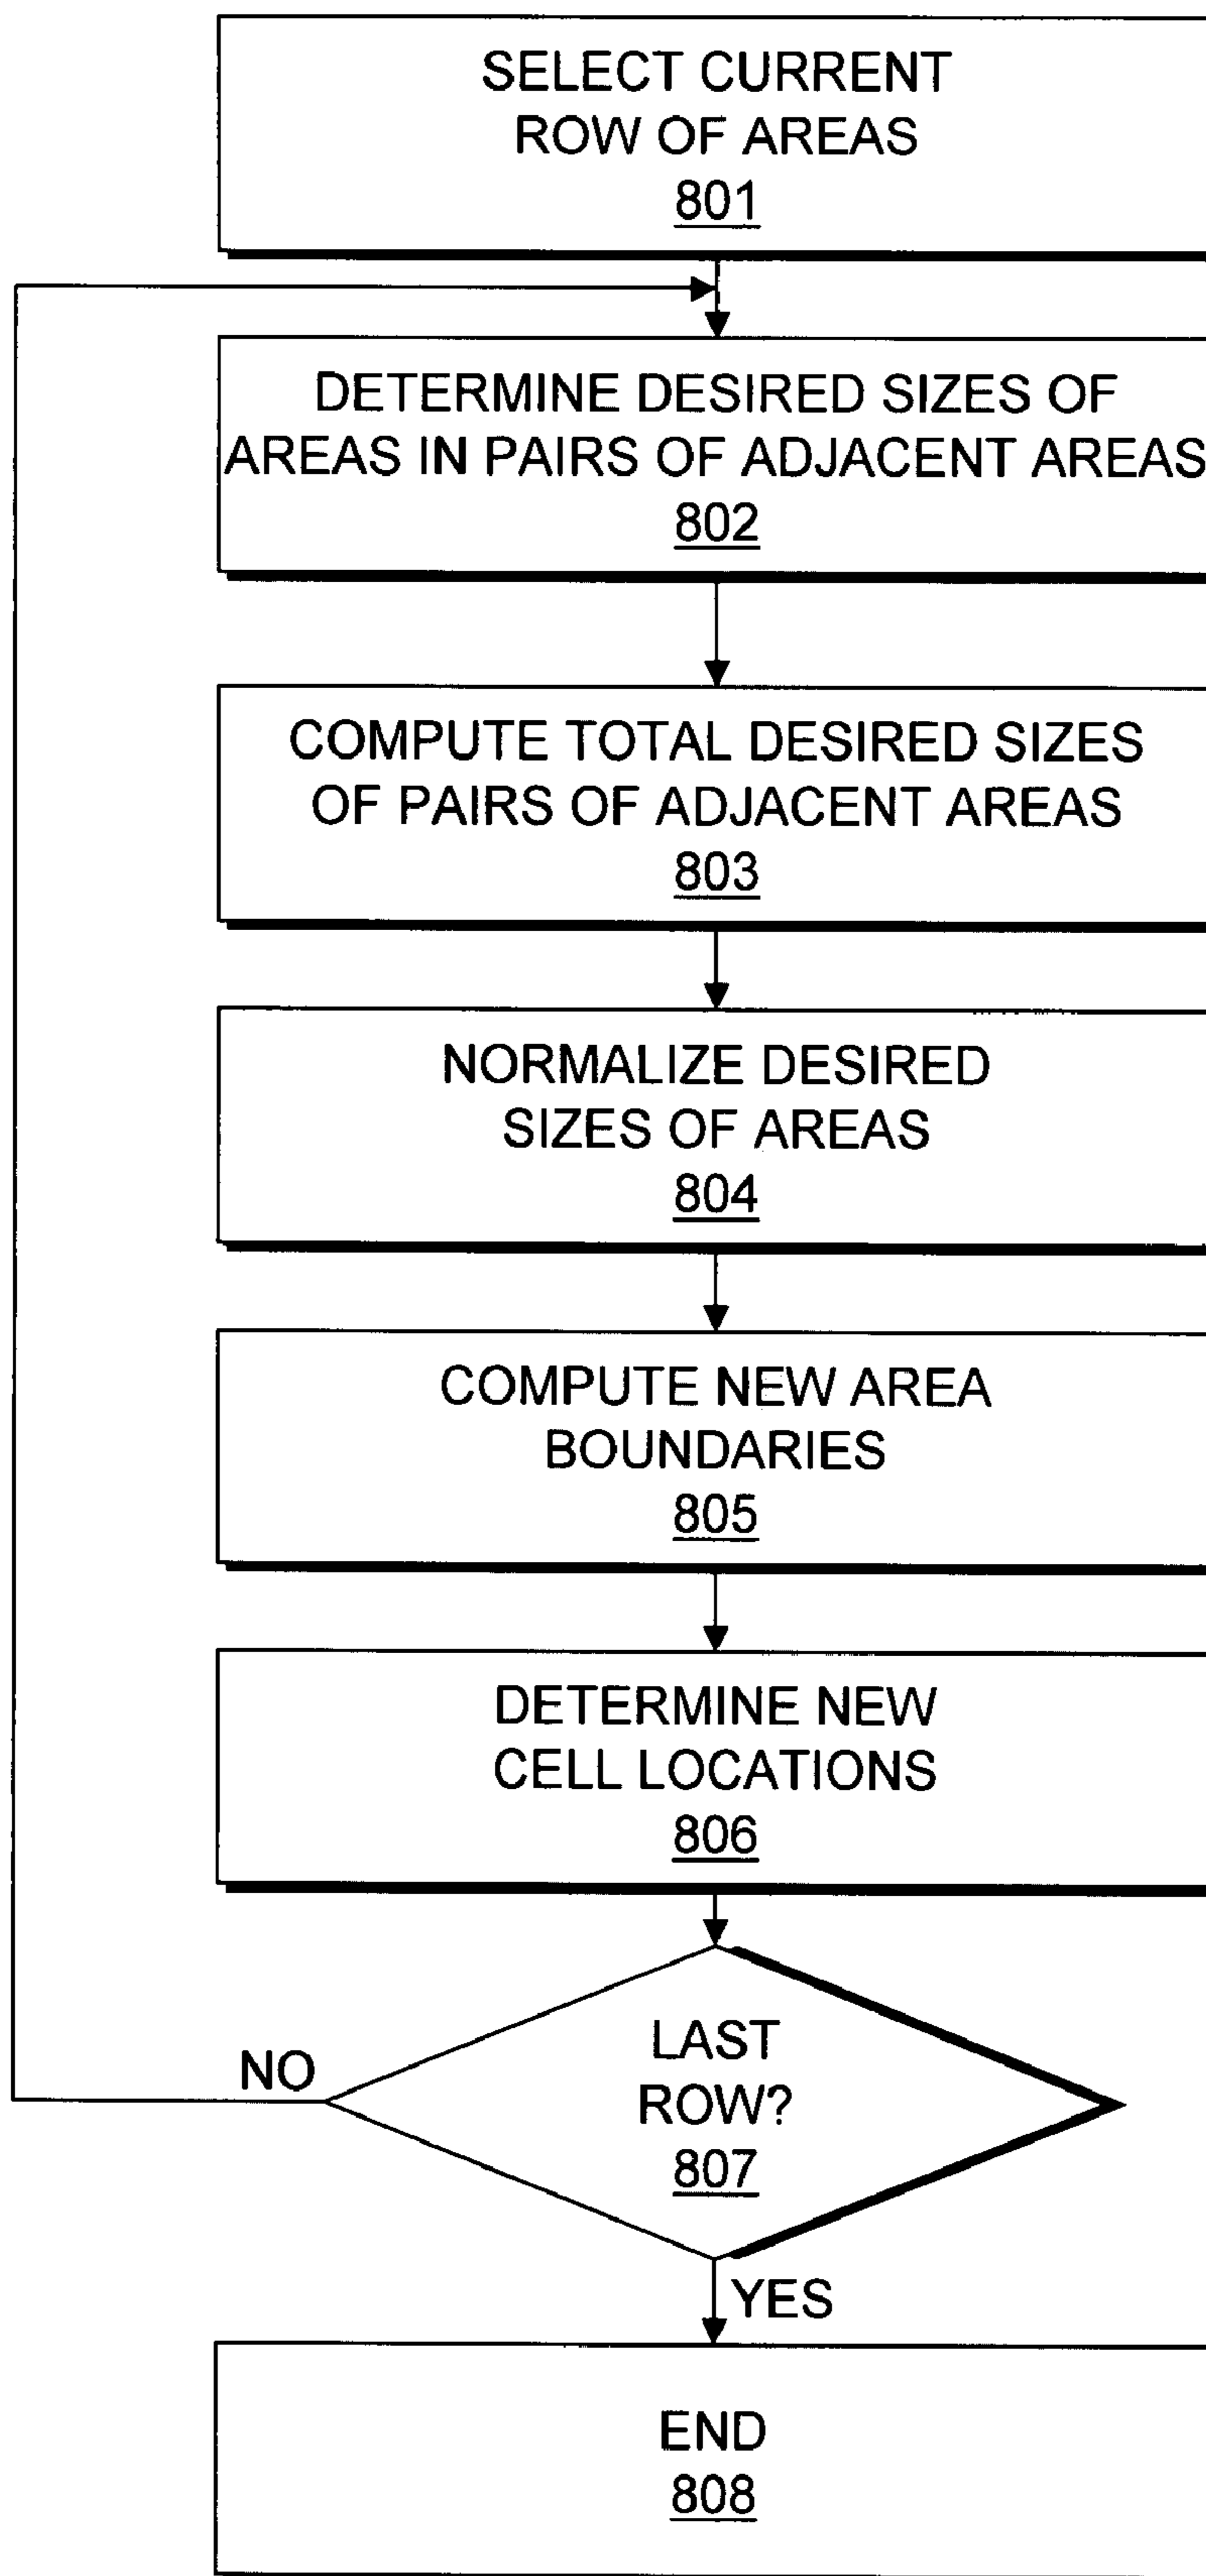 SELECT CURRENT
ROW OF AREAS
801
DETERMINE DESIRED SIZES OF
AREAS IN PAIRS OF ADJACENT AREAS
802
COMPUTE TOTAL DESIRED SIZES
OF PAIRS OF ADJACENT AREAS
803
NORMALIZE DESIRED
SIZES OF AREAS
804
COMPUTE NEW AREA
BOUNDARIES
805
DETERMINE NEW
CELL LOCATIONS
806
LAST
ROW?
807
NO
YES
END
808